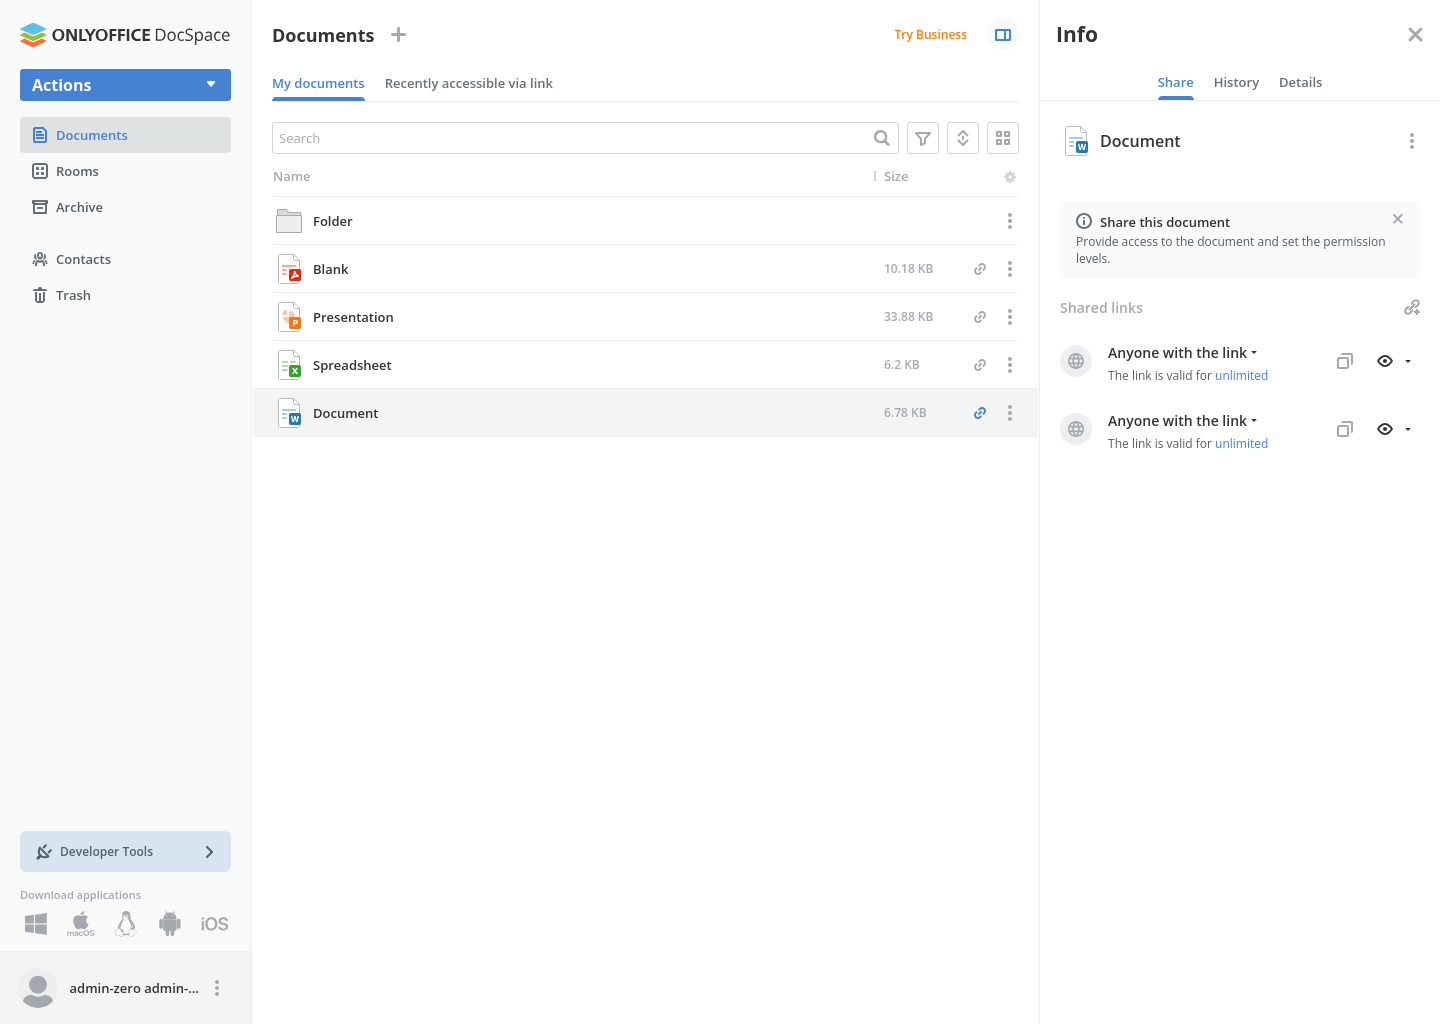 ONLYOFFICE DocSpace
Actions
Documents
Rooms
Archive
Contacts
Trash
Developer Tools
Download applications
macOS
iOS
admin-zero admin-...
Documents
Try Business
My documents
Recently accessible via link
Search
Name
Size
Folder
Blank
10.18 KB
Presentation
33.88 KB
P
Spreadsheet
6.2 KB
X
Document
6.78 KB
W
Info
Share
History
Details
W
Document
Share this document
Provide access to the document and set the permission
levels.
Shared links
Anyone with the link
The link is valid for unlimited
Anyone with the link
The link is valid for unlimited